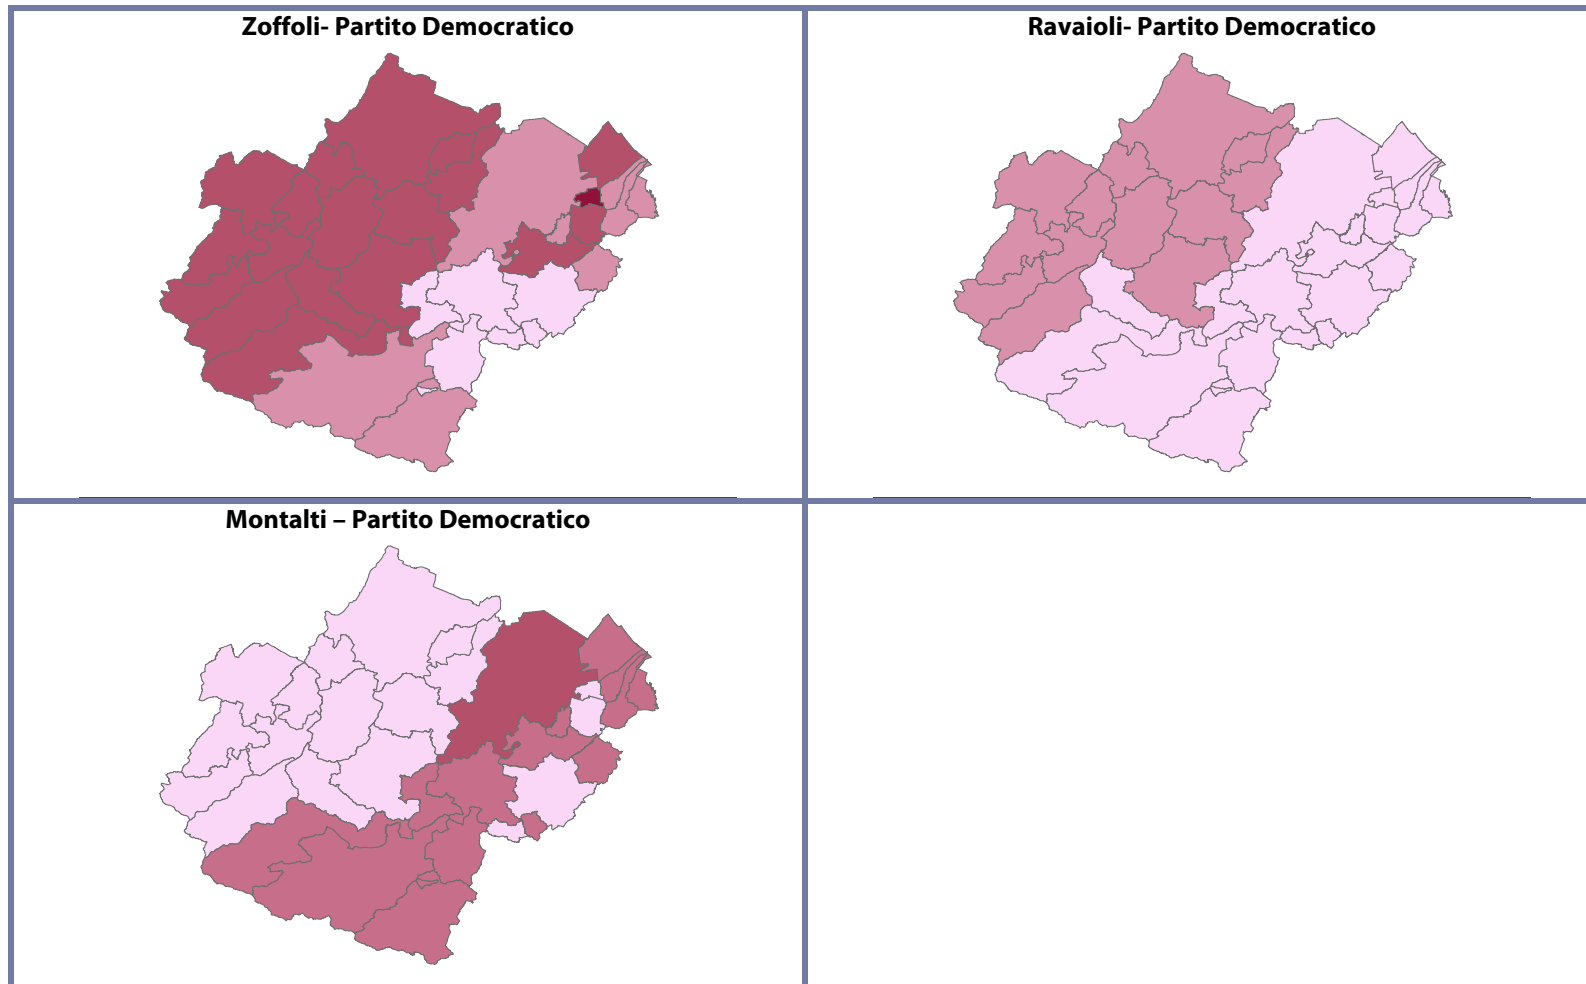 Zoffoli- Partito Democratico
Ravaioli- Partito Democratico
Montalti – Partito Democratico